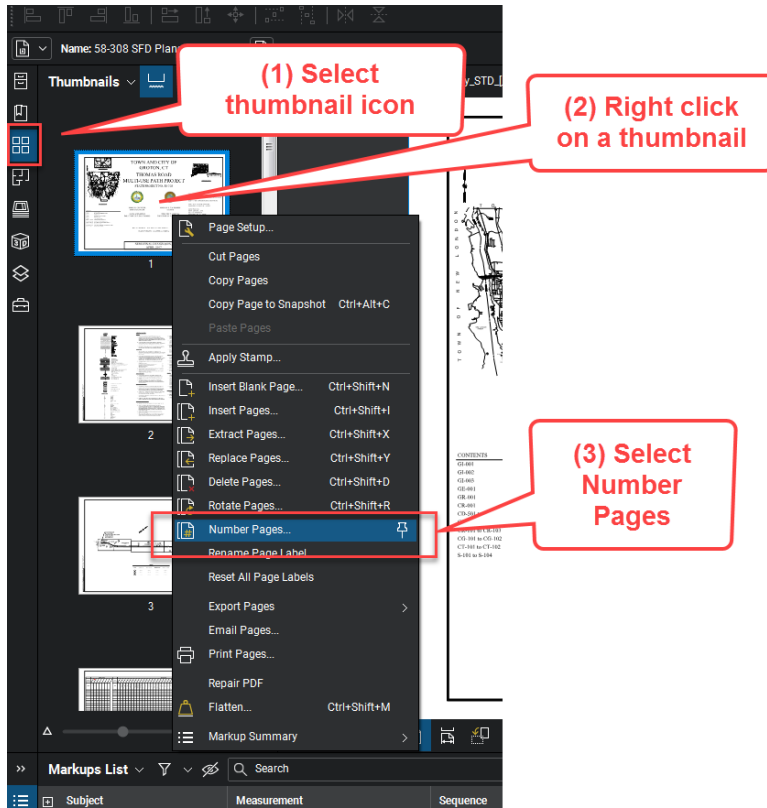 Name: 58-308 SFD Plan
Thumbnails
(1) Select
thumbnail icon
y_STD_[
(2) Right click
on a thumbnail
TOWN AND CITY OF
GROTON, CT
THOMAS ROAD
MULTI-USE PATH PROJECT
1
2
3
Page Setup...
Cut Pages
Copy Pages
Copy Page to Snapshot Ctrl+Alt+C
Paste Pages
Apply Stamp...
Insert Blank Page... Ctrl+Shift+N
Insert Pages... Ctrl+Shift+I
Extract Pages... Ctrl+Shift+X
Replace Pages... Ctrl+Shift+Y
Delete Pages... Ctrl+Shift+D
Rotate Pages... Ctrl+Shift+R
Number Pages...
Rename Page Label
Reset All Page Labels
Export Pages
Email Pages...
Print Pages...
Repair PDF
Flatten... Ctrl+Shift+M
Markup Summary
TOWN OF NEW LONDON
CONTENTS
GI-001
GI-002
GI-003
GE-001
GR-001
CR-001
CG-101 to CG-102
CT-101 to CT-102
S-101 to S-104
(3) Select
Number
Pages
Markups List
Search
Subject Measurement Sequence